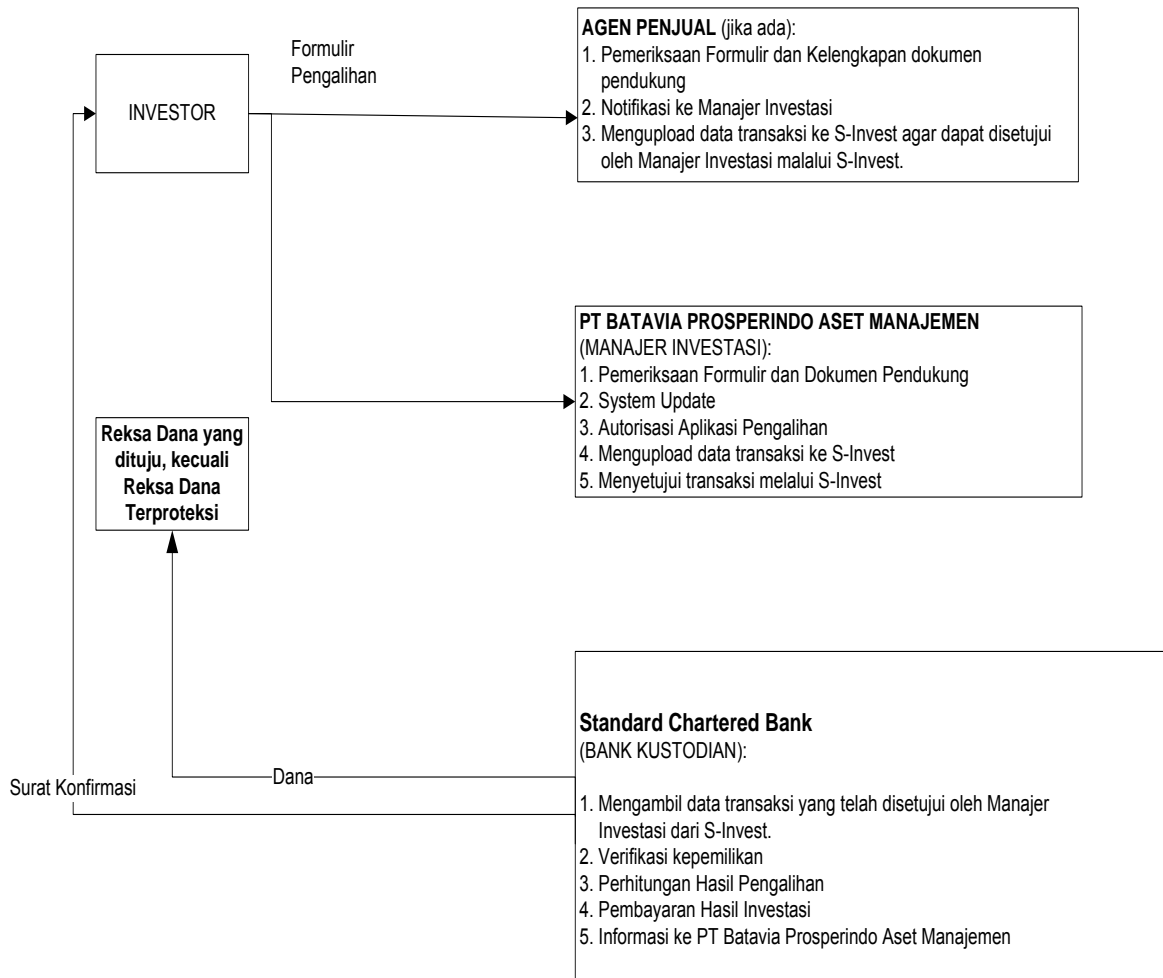 Formulir
Pengalihan
INVESTOR
AGEN PENJUAL (jika ada):
1. Pemeriksaan Formulir dan Kelengkapan dokumen
pendukung
2. Notifikasi ke Manajer Investasi
3. Mengupload data transaksi ke S-Invest agar dapat disetujui
oleh Manajer Investasi malalui S-Invest.
PT BATAVIA PROSPERINDO ASET MANAJEMEN
(MANAJER INVESTASI):
1. Pemeriksaan Formulir dan Dokumen Pendukung
2. System Update
3. Autorisasi Aplikasi Pengalihan
4. Mengupload data transaksi ke S-Invest
5. Menyetujui transaksi melalui S-Invest
Reksa Dana yang
dituju, kecuali
Reksa Dana
Terproteksi
Standard Chartered Bank
(BANK KUSTODIAN):
1. Mengambil data transaksi yang telah disetujui oleh Manajer
Investasi dari S-Invest.
2. Verifikasi kepemilikan
3. Perhitungan Hasil Pengalihan
4. Pembayaran Hasil Investasi
5. Informasi ke PT Batavia Prosperindo Aset Manajemen
Dana
Surat Konfirmasi